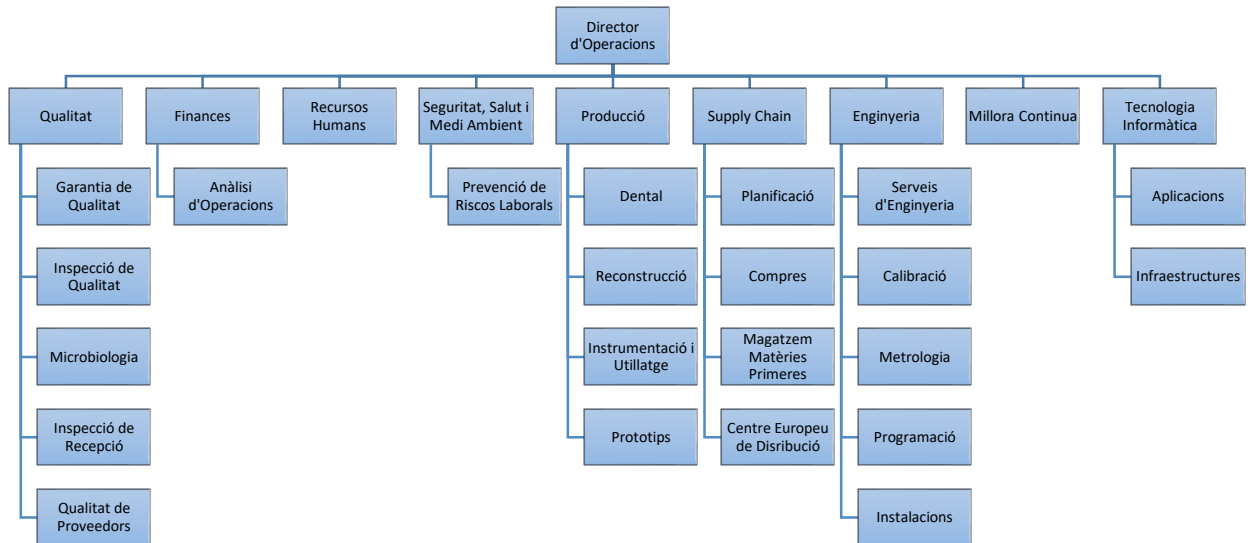 Director
d'Operacions
Qualitat
Finances
Recursos
Humans
Seguritat, Salut i
Medi Ambient
Producció
Supply Chain
Enginyeria
Millora Continua
Tecnologia
Informàtica
Garantia de
Qualitat
Anàlisi
d'Operacions
Prevenció de
Riscos Laborals
Dental
Planificació
Serveis
d'Enginyeria
Aplicacions
Inspecció de
Qualitat
Reconstrucció
Compres
Calibració
Infraestructures
Microbiologia
Instrumentació i
Utillatge
Magatzem
Matèries
Primeres
Metrologia
Inspecció de
Recepció
Prototips
Centre Europeu
de Disribució
Programació
Qualitat de
Proveedors
Instalacions